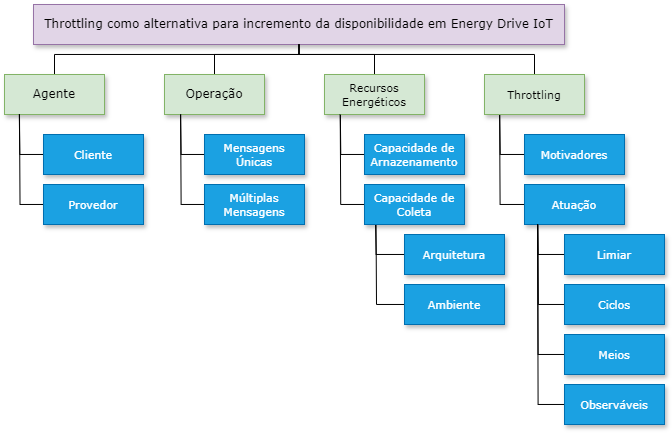 Throttling como alternativa para incremento da disponibilidade em Energy Drive IoT
Agente
Operação
Recursos
Energéticos
Throttling
Cliente
Provedor
Mensagens
Únicas
Múltiplas
Mensagens
Capacidade de
Arnazenamento
Capacidade de
Coleta
Arquitetura
Ambiente
Motivadores
Atuação
Limiar
Ciclos
Meios
Observáveis